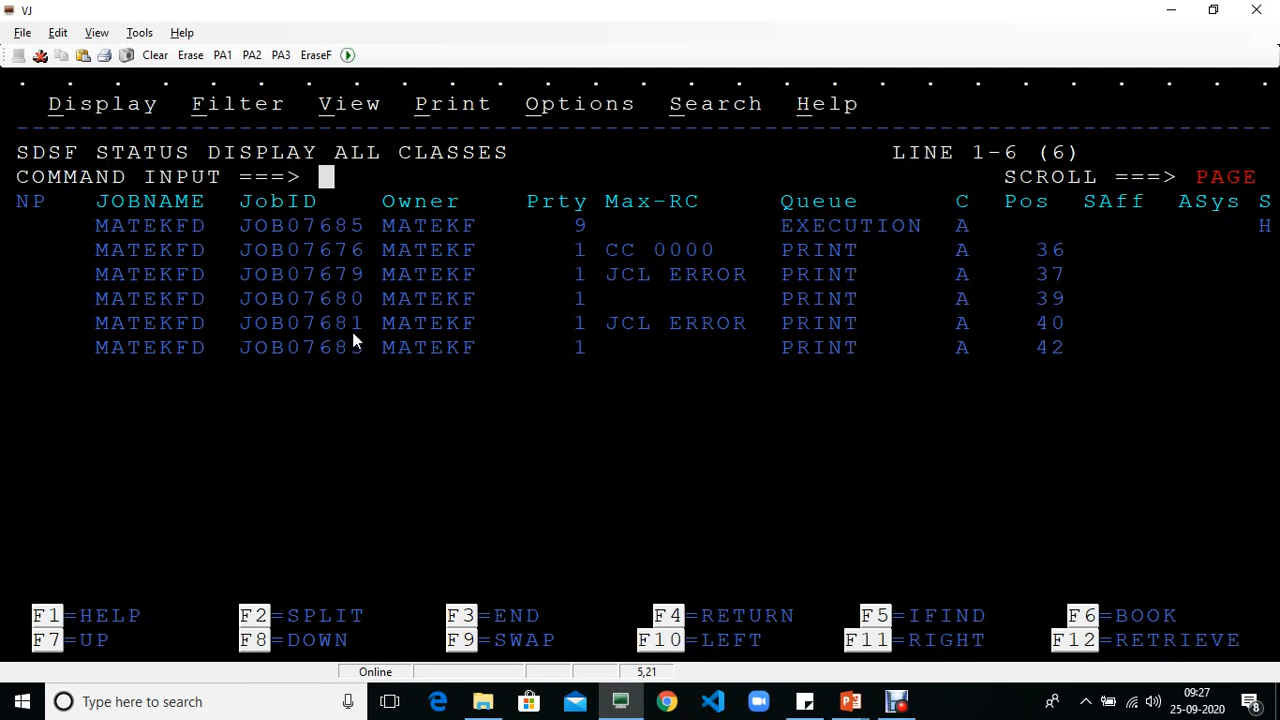 VJ
File Edit View Tools Help
Clear Erase PA1 PA2 PA3 EraseF
Display Filter View Print Options Search Help
SDSF STATUS DISPLAY ALL CLASSES LINE 1-6 (6)
COMMAND INPUT ===> SCROLL ===> PAGE
NP JOBNAME JobID Owner Prty Max-RC Queue C Pos SAff ASys S
MATEKFD JOB07685 MATEKF 9 EXECUTION A H
MATEKFD JOB07676 MATEKF 1 CC 0000 PRINT A 36
MATEKFD JOB07679 MATEKF 1 JCL ERROR PRINT A 37
MATEKFD JOB07680 MATEKF 1 PRINT A 39
MATEKFD JOB07681 MATEKF 1 JCL ERROR PRINT A 40
MATEKFD JOB07683 MATEKF 1 PRINT A 42
F1=HELP F2=SPLIT F3=END F4=RETURN F5=IFIND F6=BOOK
F7=UP F8=DOWN F9=SWAP F10=LEFT F11=RIGHT F12=RETRIEVE
Online 5,21
Type here to search
09:27
25-09-2020
8